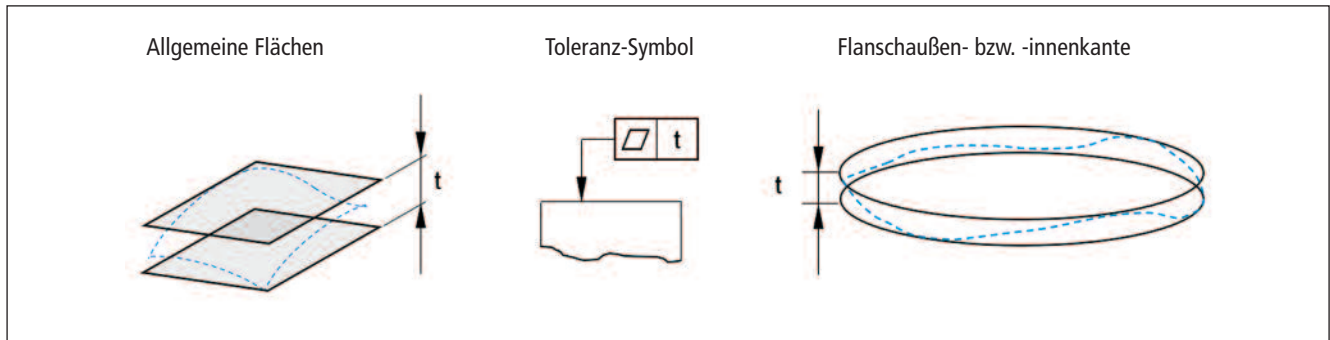 Allgemeine Flächen
Toleranz-Symbol
Flanschaußen- bzw. -innenkante
t
t
t